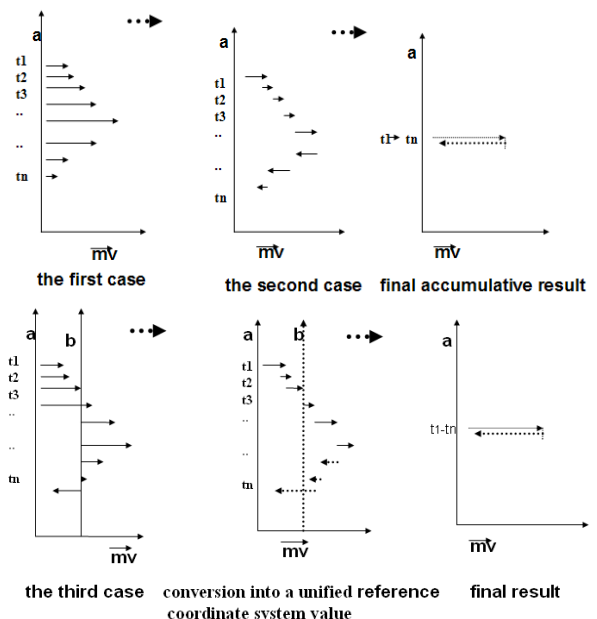 a
t1
t2
t3
..
..
tn
mv
the first case
a
t1
t2
t3
..
..
tn
mv
the second case
a
t1 tn
mv
final accumulative result
a
b
t1
t2
t3
..
..
tn
mv
the third case
a
b
t1
t2
t3
..
..
tn
mv
conversion into a unified reference
coordinate system value
a
t1-tn
mv
final result